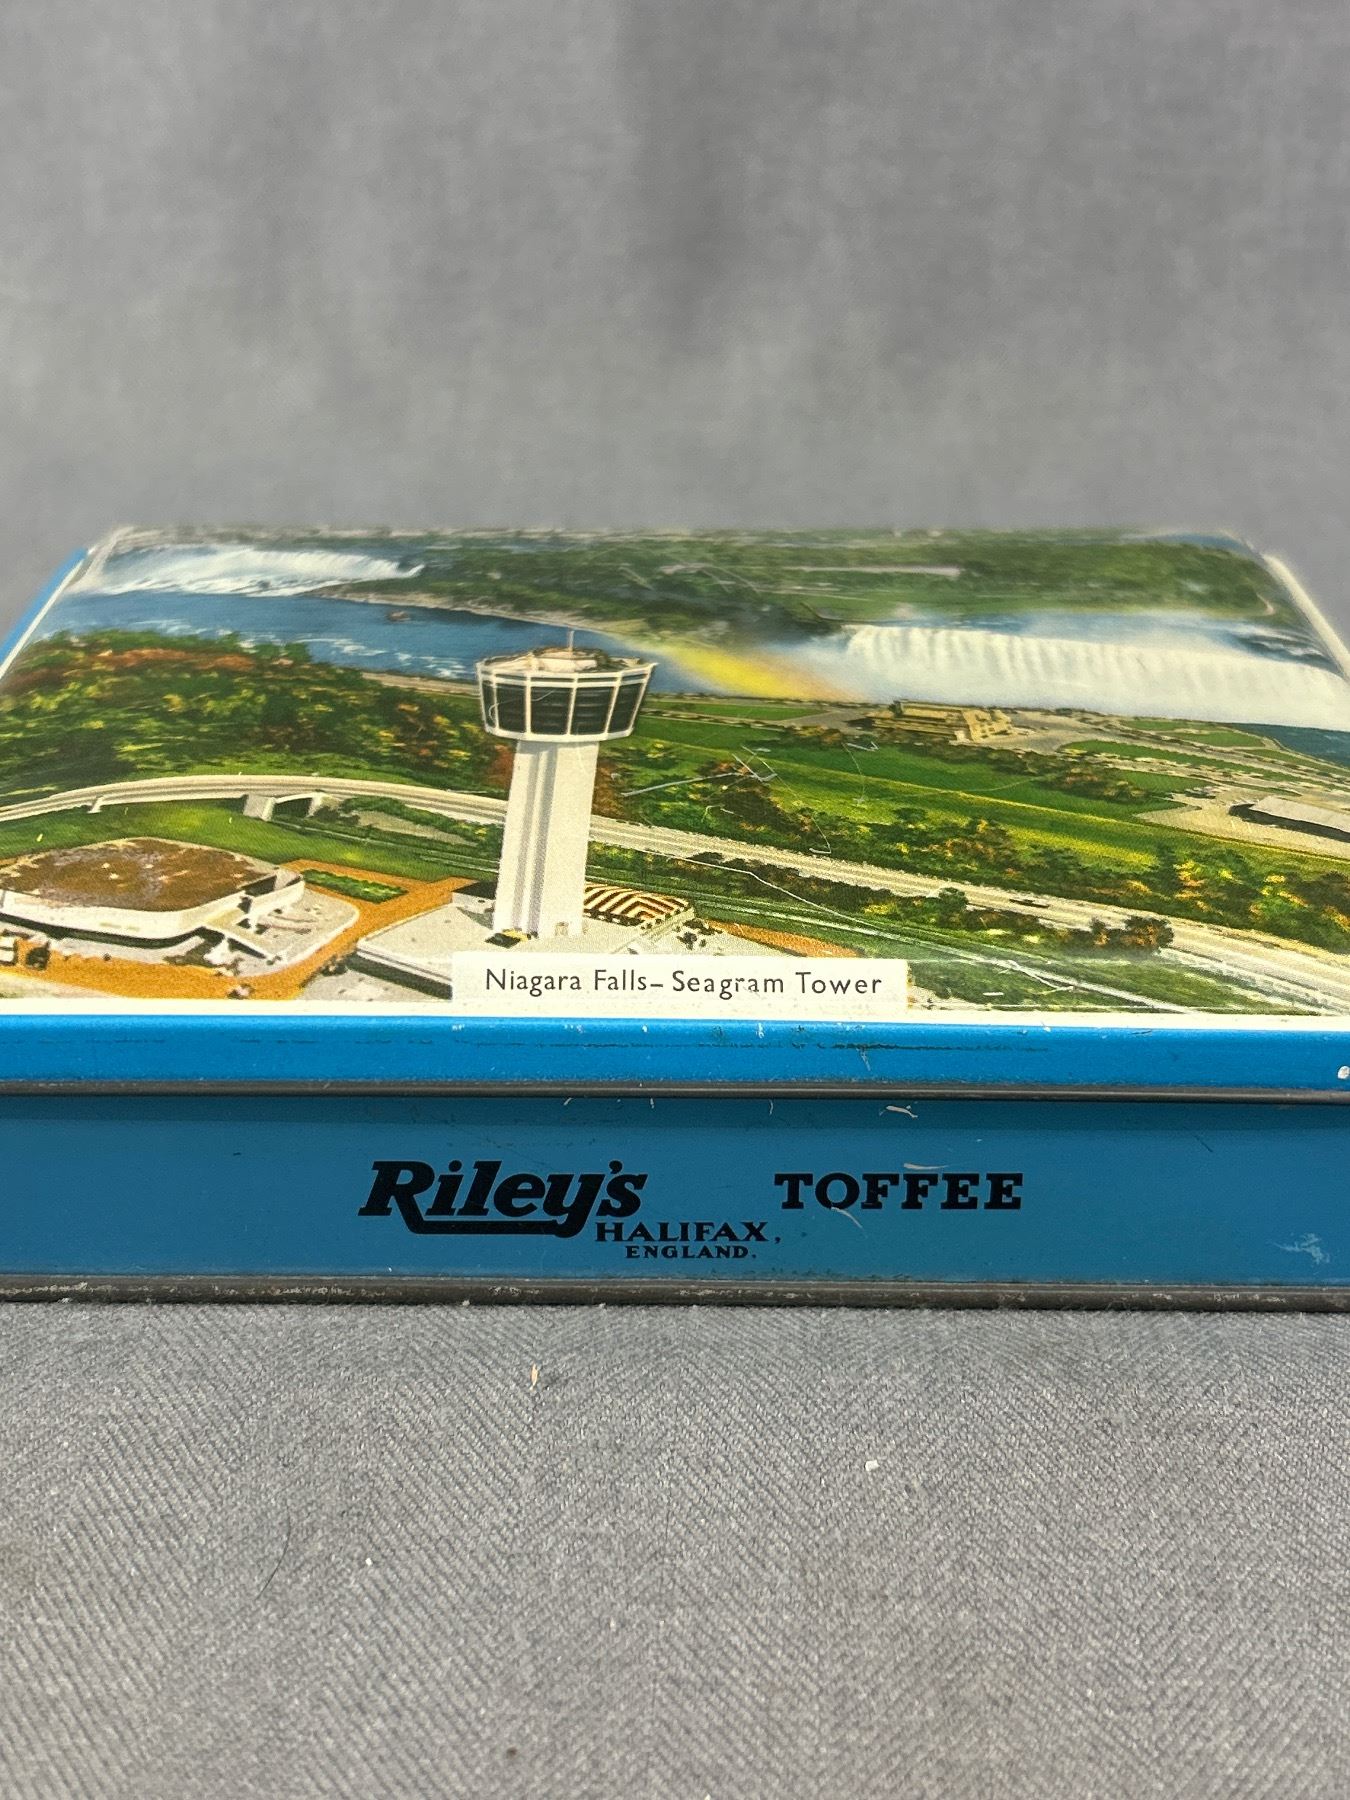 Niagara Falls – Seagram Tower
Riley's TOFFEE
HALIFAX,
ENGLAND.